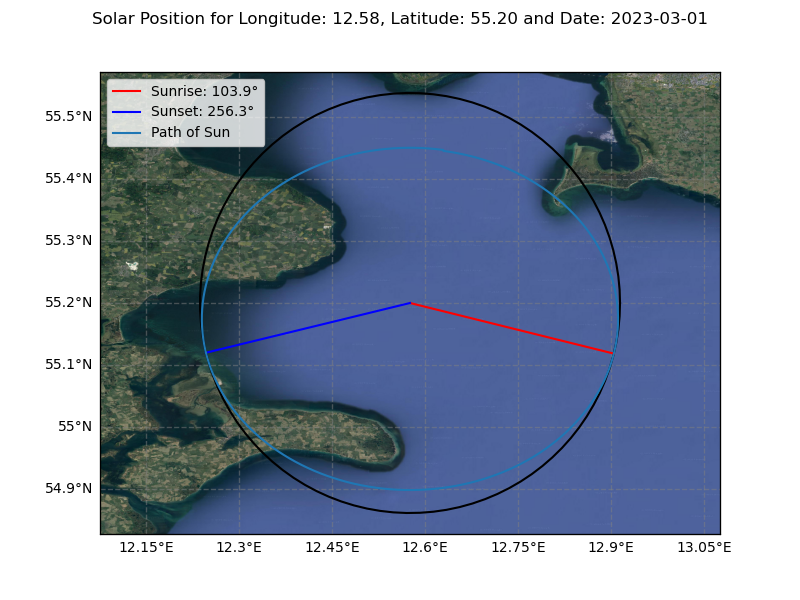 Solar Position for Longitude: 12.58, Latitude: 55.20 and Date: 2023-03-01
Sunrise: 103.9°
Sunset: 256.3°
Path of Sun
55.5°N
55.4°N
55.3°N
55.2°N
55.1°N
55°N
54.9°N
12.15°E 12.3°E 12.45°E 12.6°E 12.75°E 12.9°E 13.05°E